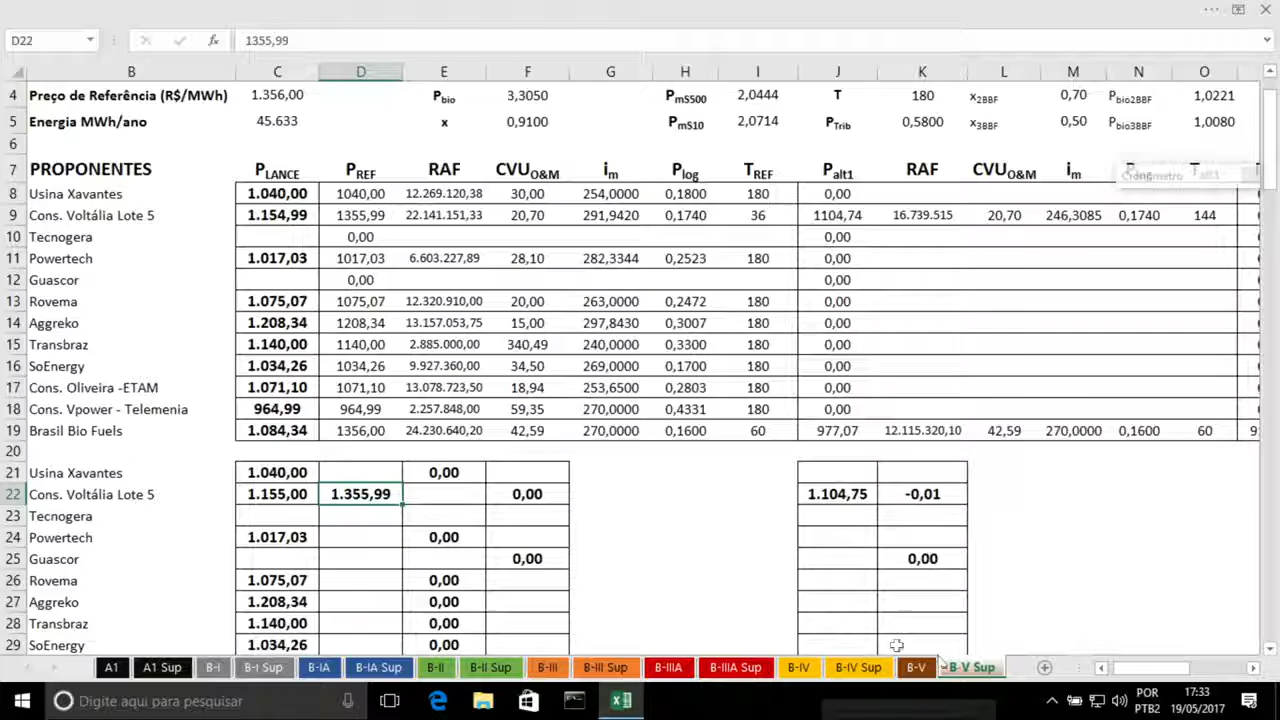 D22 fx 1355,99
B C D E F G H I J K L M N O
4 Preço de Referência (R$/MWh) 1.356,00 Pbio 3,3050 PmS500 2,0444 T 180 x2BBF 0,70 Pbio2BBF 1,0221
5 Energia MWh/ano 45.633 x 0,9100 PmS10 2,0714 PTrib 0,5800 x3BBF 0,50 Pbio3BBF 1,0080
6
7 PROPONENTES PLANCE PREF RAF CVUO&M im Plog TREF Palt1 RAF CVUO&M im Talt1
8 Usina Xavantes 1.040,00 1040,00 12.269.120,38 30,00 254,0000 0,1800 180 0,00
9 Cons. Voltália Lote 5 1.154,99 1355,99 22.141.151,33 20,70 291,9420 0,1740 36 1104,74 16.739.515 20,70 246,3085 0,1740 144
10 Tecnogera 0,00 0,00
11 Powertech 1.017,03 1017,03 6.603.227,89 28,10 282,3344 0,2523 180 0,00
12 Guascor 0,00 0,00
13 Rovema 1.075,07 1075,07 12.320.910,00 20,00 263,0000 0,2472 180 0,00
14 Aggreko 1.208,34 1208,34 13.157.053,75 15,00 297,8430 0,3007 180 0,00
15 Transbraz 1.140,00 1140,00 2.885.000,00 340,49 240,0000 0,3300 180 0,00
16 SoEnergy 1.034,26 1034,26 9.927.360,00 34,50 269,0000 0,1700 180 0,00
17 Cons. Oliveira -ETAM 1.071,10 1071,10 13.078.723,50 18,94 253,6500 0,2803 180 0,00
18 Cons. Vpower - Telemenia 964,99 964,99 2.257.848,00 59,35 270,0000 0,4331 180 0,00
19 Brasil Bio Fuels 1.084,34 1356,00 24.230.640,20 42,59 270,0000 0,1600 60 977,07 12.115.320,10 42,59 270,0000 0,1600 60
20
21 Usina Xavantes 1.040,00 0,00
22 Cons. Voltália Lote 5 1.155,00 1.355,99 0,00 1.104,75 -0,01
23 Tecnogera
24 Powertech 1.017,03 0,00
25 Guascor 0,00 0,00
26 Rovema 1.075,07 0,00
27 Aggreko 1.208,34 0,00
28 Transbraz 1.140,00 0,00
29 SoEnergy 1.034,26 0,00
A1 A1 Sup B-I B-I Sup B-IA B-IA Sup B-II B-II Sup B-III B-III Sup B-IIIA B-IIIA Sup B-IV B-IV Sup B-V B-V Sup
Digite aqui para pesquisar POR 17:33
PTB2 19/05/2017